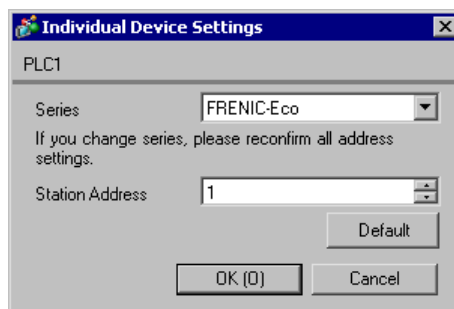 Individual Device Settings
PLC1
Series
FRENIC-Eco
If you change series, please reconfirm all address
settings.
Station Address
1
Default
OK (O)
Cancel